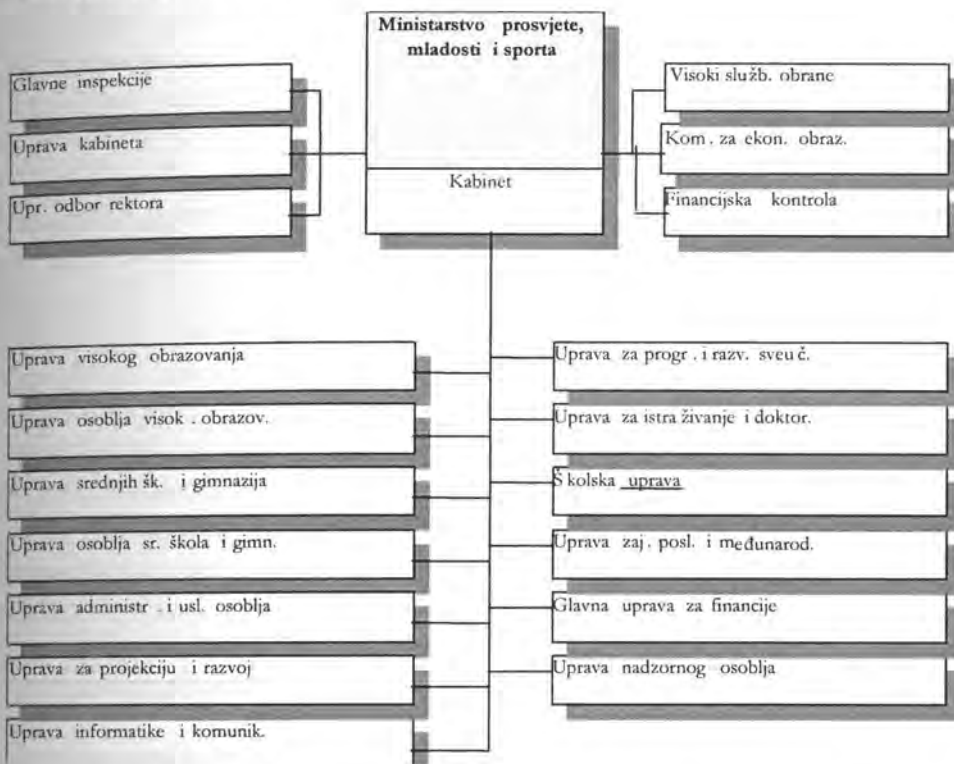 Ministarstvo prosvjete,
mladosti i sporta
Kabinet
Glavne inspekcije
Uprava kabineta
Upr. odbor rektora
Visoki služb. obrane
Kom. za ekon. obraz.
Financijska kontrola
Uprava visokog obrazovanja
Uprava osoblja visok. obrazov.
Uprava srednjih šk. i gimnazija
Uprava osoblja sr. škola i gimn.
Uprava administr. i usl. osoblja
Uprava za projekciju i razvoj
Uprava informatike i komunik.
Uprava za progr. i razv. sveuč.
Uprava za istraživanje i doktor.
Školska uprava
Uprava zaj. posl. i međunarod.
Glavna uprava za financije
Uprava nadzornog osoblja